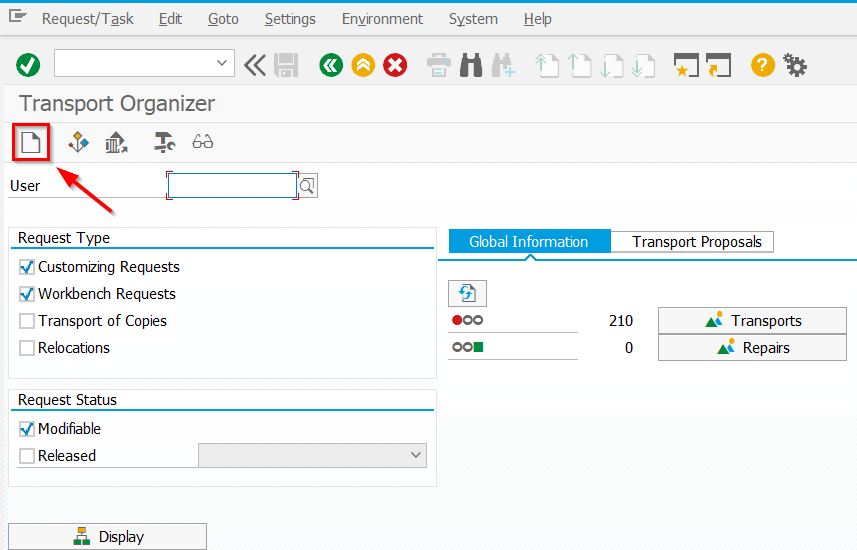 Request/Task Edit Goto Settings Environment System Help
Transport Organizer
User
Request Type
Customizing Requests
Workbench Requests
Transport of Copies
Relocations
Request Status
Modifiable
Released
Display
Global Information Transport Proposals
210 Transports
0 Repairs